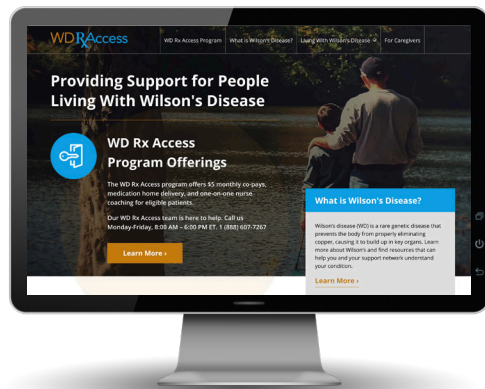 WDRxAccess
WD Rx Access Program
What is Wilson's Disease?
Living With Wilson's Disease
For Caregivers
Providing Support for People
Living With Wilson's Disease
WD Rx Access
Program Offerings
The WD Rx Access program offers $5 monthly co-pays,
medication home delivery, and one-on-one nurse
coaching for eligible patients.
Our WD Rx Access team is here to help. Call us
Monday-Friday, 8:00 AM – 6:00 PM ET. 1 (888) 607-7267
Learn More ›
What is Wilson's Disease?
Wilson's disease (WD) is a rare genetic disease that
prevents the body from properly eliminating
copper, causing it to build up in key organs. Learn
more about Wilson's and find resources that can
help you and your support network understand
your condition.
Learn More ›